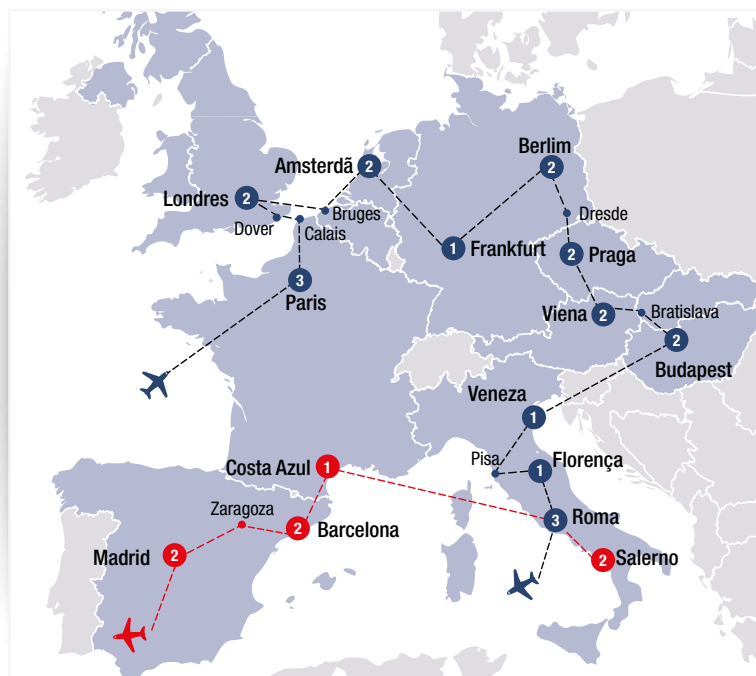 Berlim
2
Amsterdã
2
Londres
2
Bruges
Dover
Calais
Dresde
1
Frankfurt
2
Praga
3
Paris
Viena
2
Bratislava
2
Budapest
Veneza
1
Pisa
1
Florença
Costa Azul
1
Zaragoza
2
Barcelona
3
Roma
Madrid
2
2
Salerno